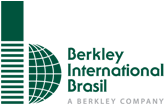 Berkley
International
Brasil
A BERKLEY COMPANY